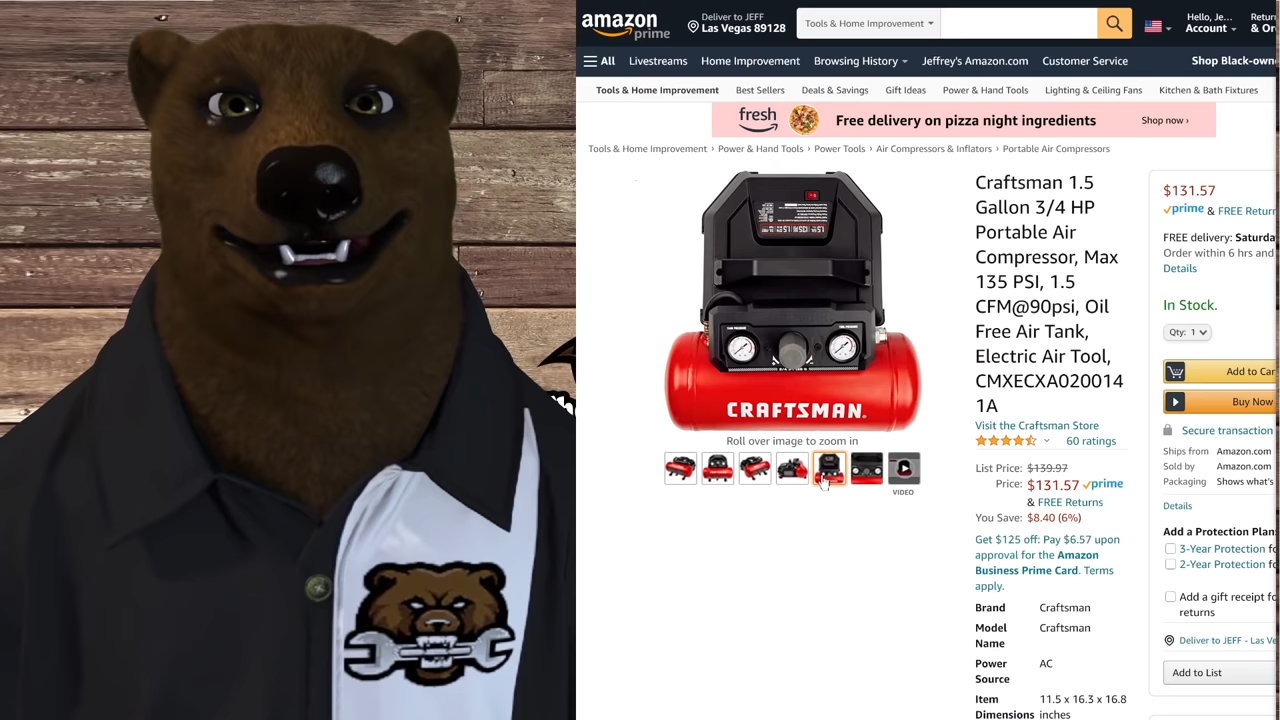 amazon
prime
Deliver to JEFF
Las Vegas 89128
Tools & Home Improvement
Hello, Je...
Account
Retur
& Or
All
Livestreams
Home Improvement
Browsing History
Jeffrey's Amazon.com
Customer Service
Shop Black-owne
Tools & Home Improvement
Best Sellers
Deals & Savings
Gift Ideas
Power & Hand Tools
Lighting & Ceiling Fans
Kitchen & Bath Fixtures
fresh
Free delivery on pizza night ingredients
Shop now ›
Tools & Home Improvement › Power & Hand Tools › Power Tools › Air Compressors & Inflators › Portable Air Compressors
CRAFTSMAN
Roll over image to zoom in
VIDEO
Craftsman 1.5
Gallon 3/4 HP
Portable Air
Compressor, Max
135 PSI, 1.5
CFM@90psi, Oil
Free Air Tank,
Electric Air Tool,
CMXECXA020014
1A
Visit the Craftsman Store
60 ratings
List Price: $139.97
Price: $131.57 prime
& FREE Returns
You Save: $8.40 (6%)
Get $125 off: Pay $6.57 upon
approval for the Amazon
Business Prime Card. Terms
apply.
Brand Craftsman
Model Craftsman
Name
Power AC
Source
Item 11.5 x 16.3 x 16.8
Dimensions inches
$131.57
prime & FREE Return
FREE delivery: Saturda
Order within 6 hrs and
Details
In Stock.
Qty: 1
Add to Car
Buy Now
Secure transaction
Ships from Amazon.com
Sold by Amazon.com
Packaging Shows what's
Details
Add a Protection Plan:
3-Year Protection fo
2-Year Protection fo
Add a gift receipt fo
returns
Deliver to JEFF - Las Ve
Add to List